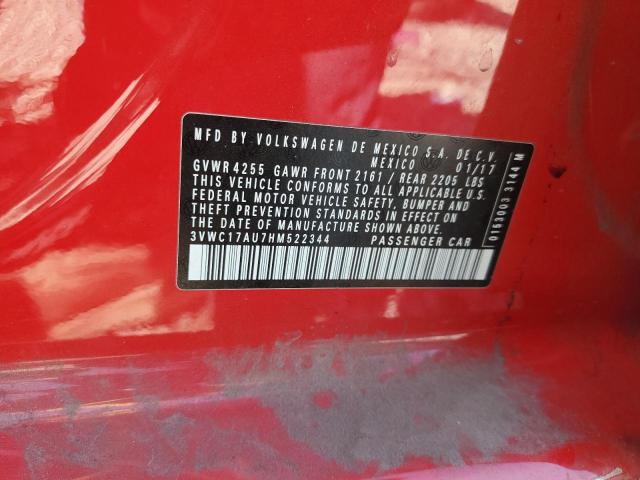 MFD BY VOLKSWAGEN DE MEXICO S.A. DE C.V.
MEXICO 01/17
GVWR 4255 GAWR FRONT 2161 / REAR 2205 LBS
THIS VEHICLE CONFORMS TO ALL APPLICABLE U.S.
FEDERAL MOTOR VEHICLE SAFETY, BUMPER AND
THEFT PREVENTION STANDARDS IN EFFECT ON
THE DATE OF MANUFACTURE SHOWN ABOVE.
3VWC17AU7HM522344 PASSENGER CAR
0153003 3144 M